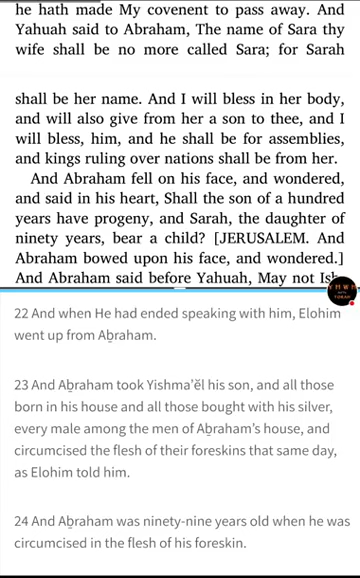 he hath made My covenent to pass away. And
Yahuah said to Abraham, The name of Sara thy
wife shall be no more called Sara; for Sarah
shall be her name. And I will bless in her body,
and will also give from her a son to thee, and I
will bless, him, and he shall be for assemblies,
and kings ruling over nations shall be from her.
And Abraham fell on his face, and wondered,
and said in his heart, Shall the son of a hundred
years have progeny, and Sarah, the daughter of
ninety years, bear a child? [JERUSALEM. And
Abraham bowed upon his face, and wondered.]
And Abraham said before Yahuah, May not
22 And when He had ended speaking with him, Elohim
went up from Aḇraham.
23 And Aḇraham took Yishma’ĕl his son, and all those
born in his house and all those bought with his silver,
every male among the men of Aḇraham’s house, and
circumcised the flesh of their foreskins that same day,
as Elohim told him.
24 And Aḇraham was ninety-nine years old when he was
circumcised in the flesh of his foreskin.